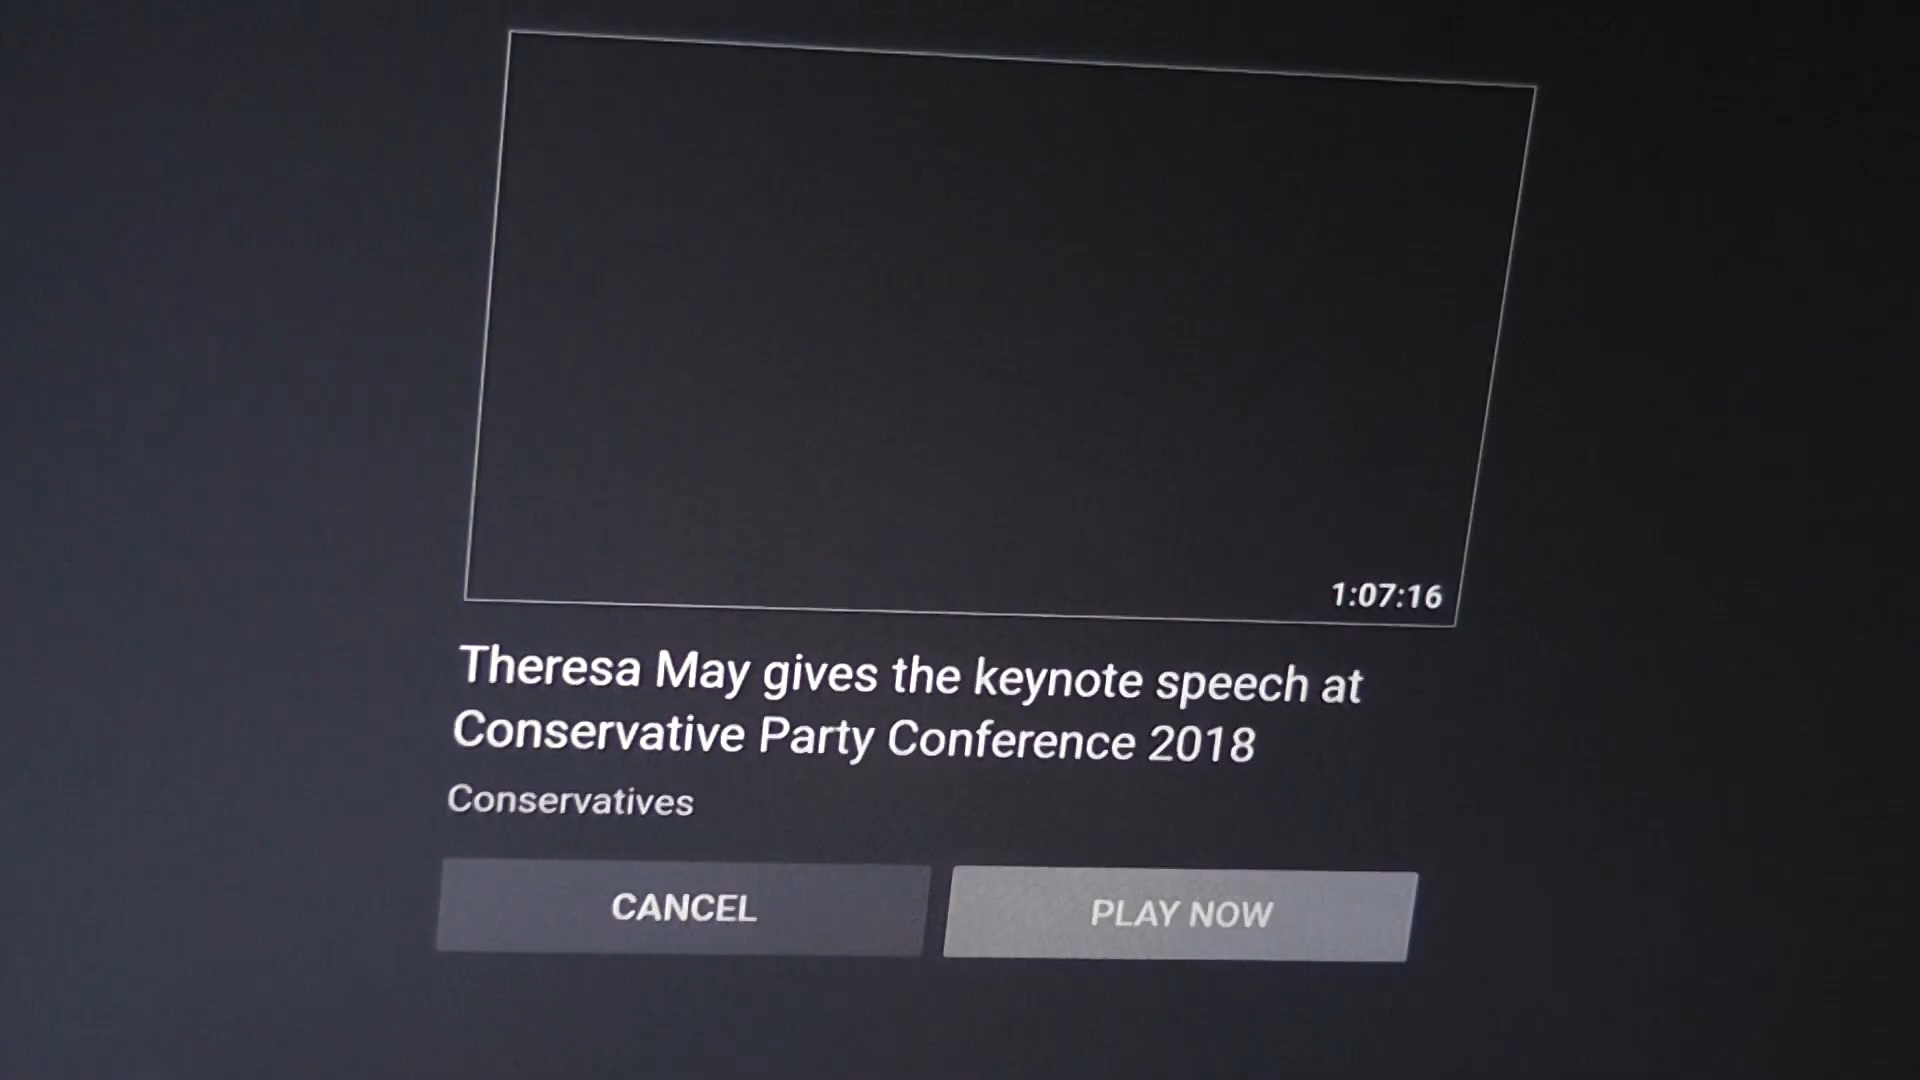 1:07:16
Theresa May gives the keynote speech at
Conservative Party Conference 2018
Conservatives
CANCEL
PLAY NOW